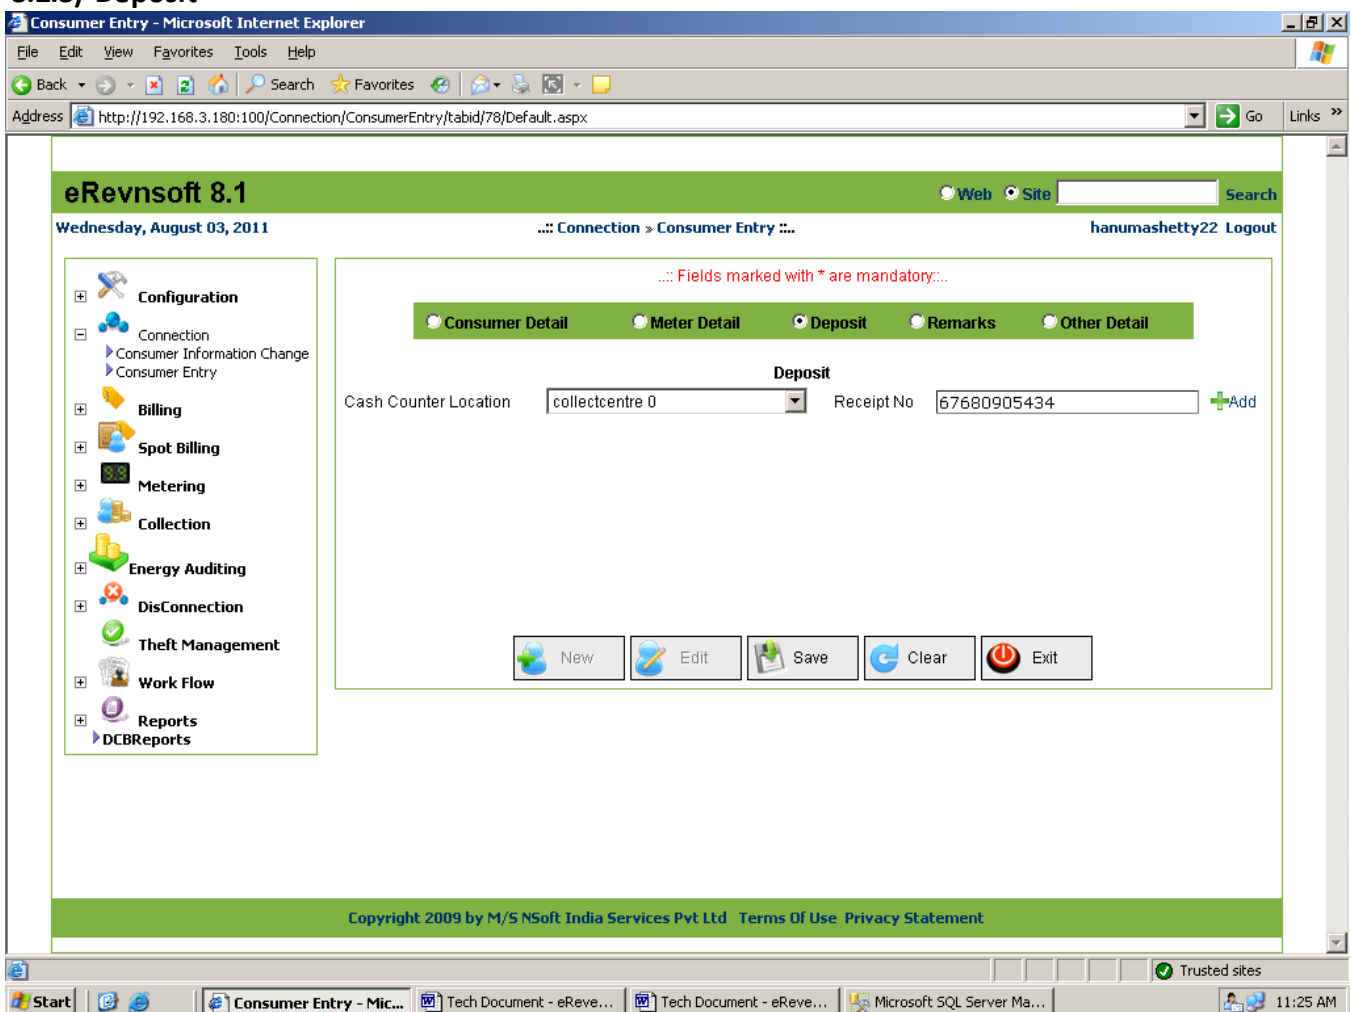 Consumer Entry - Microsoft Internet Explorer
File Edit View Favorites Tools Help
Back Search Favorites
Address http://192.168.3.180:100/Connection/ConsumerEntry/tabid/78/Default.aspx Go Links »
eRevnsoft 8.1
Web Site Search
Wednesday, August 03, 2011 ..:: Connection » Consumer Entry ::.. hanumashetty22 Logout
Configuration
Connection
Consumer Information Change
Consumer Entry
Billing
Spot Billing
Metering
Collection
Energy Auditing
DisConnection
Theft Management
Work Flow
Reports
DCBReports
..:: Fields marked with * are mandatory::..
Consumer Detail Meter Detail Deposit Remarks Other Detail
Deposit
Cash Counter Location collectcentre 0 Receipt No 67680905434 Add
New Edit Save Clear Exit
Copyright 2009 by M/S NSoft India Services Pvt Ltd Terms Of Use Privacy Statement
Trusted sites
Start Consumer Entry - Mic... Tech Document - eReve... Tech Document - eReve... Microsoft SQL Server Ma... 11:25 AM